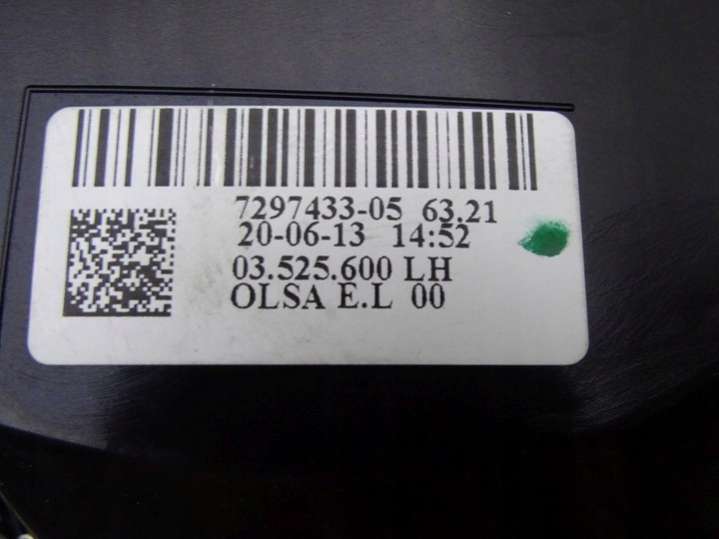 7297433-05 63.21
20-06-13 14:52
03.525.600 LH
OLSA E.L 00